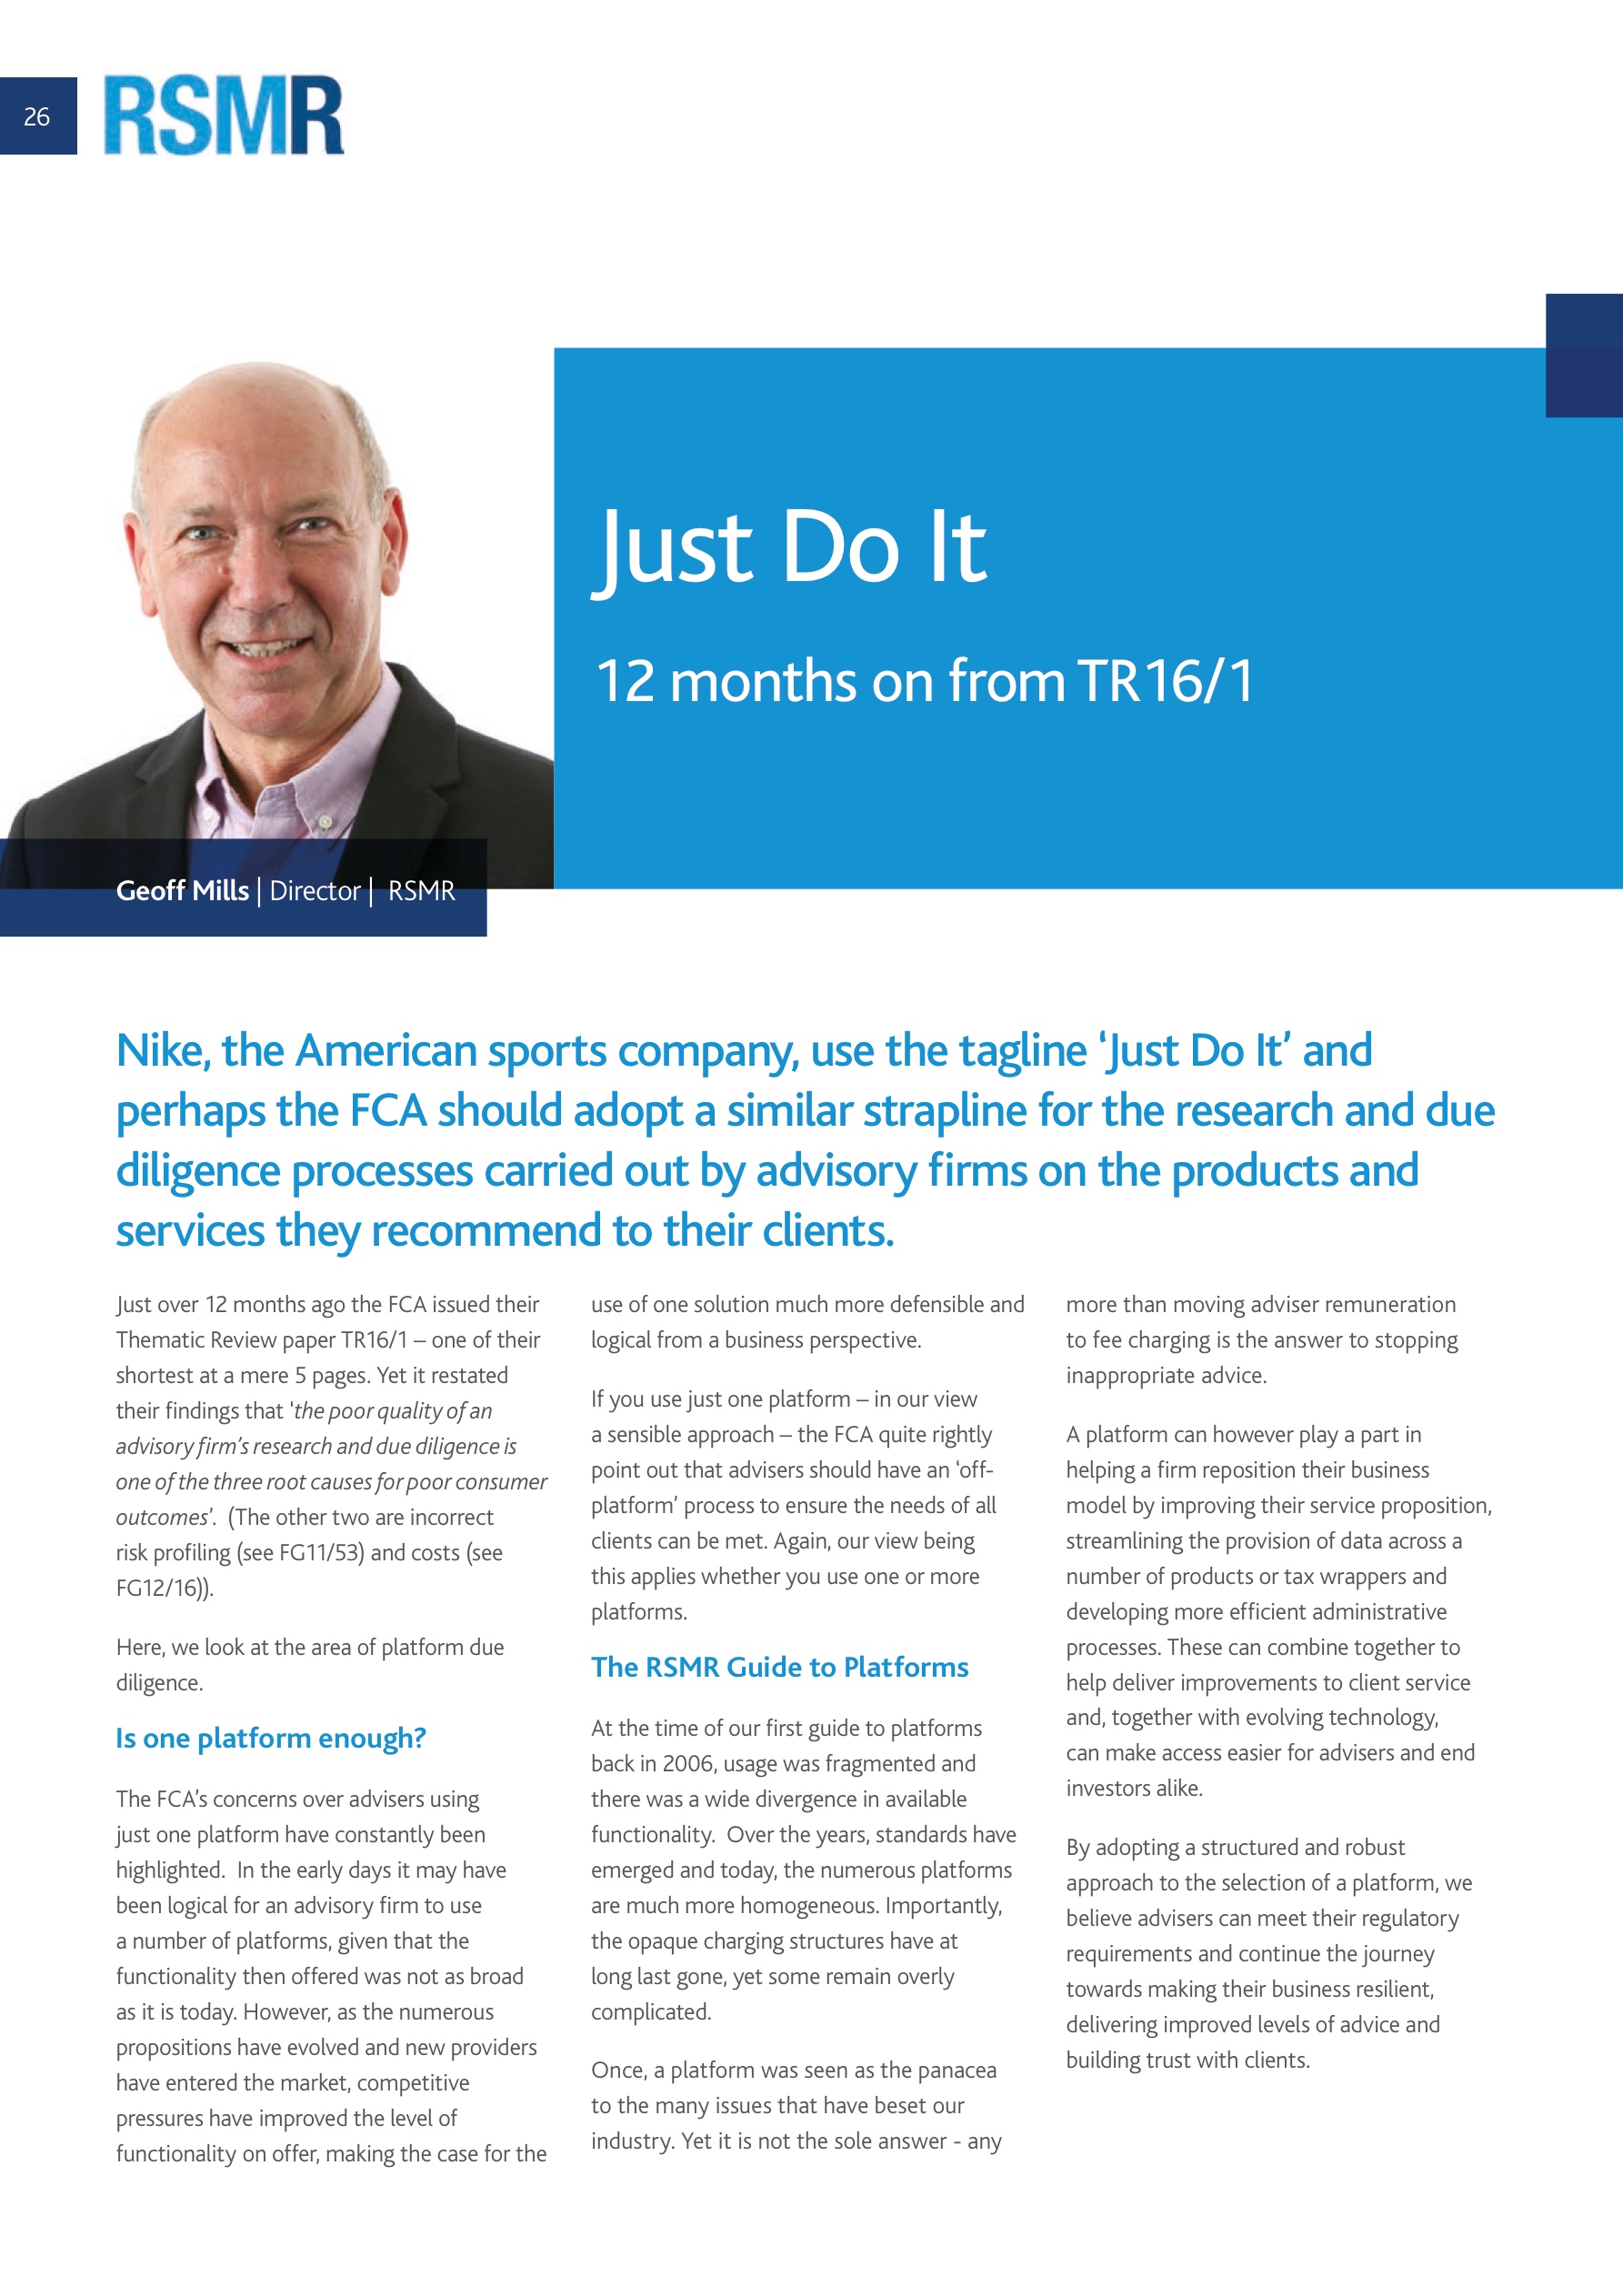 26
RSMR
Just Do It
12 months on from TR16/1
Geoff Mills | Director | RSMR
Nike, the American sports company, use the tagline ‘Just Do It’ and
perhaps the FCA should adopt a similar strapline for the research and due
diligence processes carried out by advisory firms on the products and
services they recommend to their clients.
Just over 12 months ago the FCA issued their
Thematic Review paper TR16/1 – one of their
shortest at a mere 5 pages. Yet it restated
their findings that ‘the poor quality of an
advisory firm’s research and due diligence is
one of the three root causes for poor consumer
outcomes’.  (The other two are incorrect
risk profiling (see FG11/53) and costs (see
FG12/16)).
Here, we look at the area of platform due
diligence.
Is one platform enough?
The FCA’s concerns over advisers using
just one platform have constantly been
highlighted.  In the early days it may have
been logical for an advisory firm to use
a number of platforms, given that the
functionality then offered was not as broad
as it is today. However, as the numerous
propositions have evolved and new providers
have entered the market, competitive
pressures have improved the level of
functionality on offer, making the case for the
use of one solution much more defensible and
logical from a business perspective.
If you use just one platform – in our view
a sensible approach – the FCA quite rightly
point out that advisers should have an ‘off-
platform’ process to ensure the needs of all
clients can be met. Again, our view being
this applies whether you use one or more
platforms.
The RSMR Guide to Platforms
At the time of our first guide to platforms
back in 2006, usage was fragmented and
there was a wide divergence in available
functionality.  Over the years, standards have
emerged and today, the numerous platforms
are much more homogeneous. Importantly,
the opaque charging structures have at
long last gone, yet some remain overly
complicated.
Once, a platform was seen as the panacea
to the many issues that have beset our
industry. Yet it is not the sole answer - any
more than moving adviser remuneration
to fee charging is the answer to stopping
inappropriate advice.
A platform can however play a part in
helping a firm reposition their business
model by improving their service proposition,
streamlining the provision of data across a
number of products or tax wrappers and
developing more efficient administrative
processes. These can combine together to
help deliver improvements to client service
and, together with evolving technology,
can make access easier for advisers and end
investors alike.
By adopting a structured and robust
approach to the selection of a platform, we
believe advisers can meet their regulatory
requirements and continue the journey
towards making their business resilient,
delivering improved levels of advice and
building trust with clients.